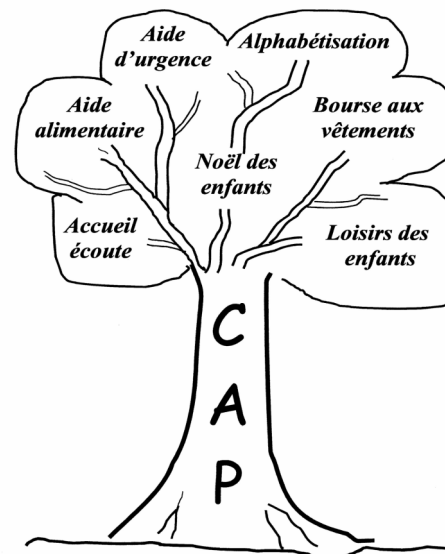 Aide
d'urgence
Alphabétisation
Aide
alimentaire
Bourse aux
vêtements
Noël des
enfants
Accueil
écoute
Loisirs des
enfants
C
A
P